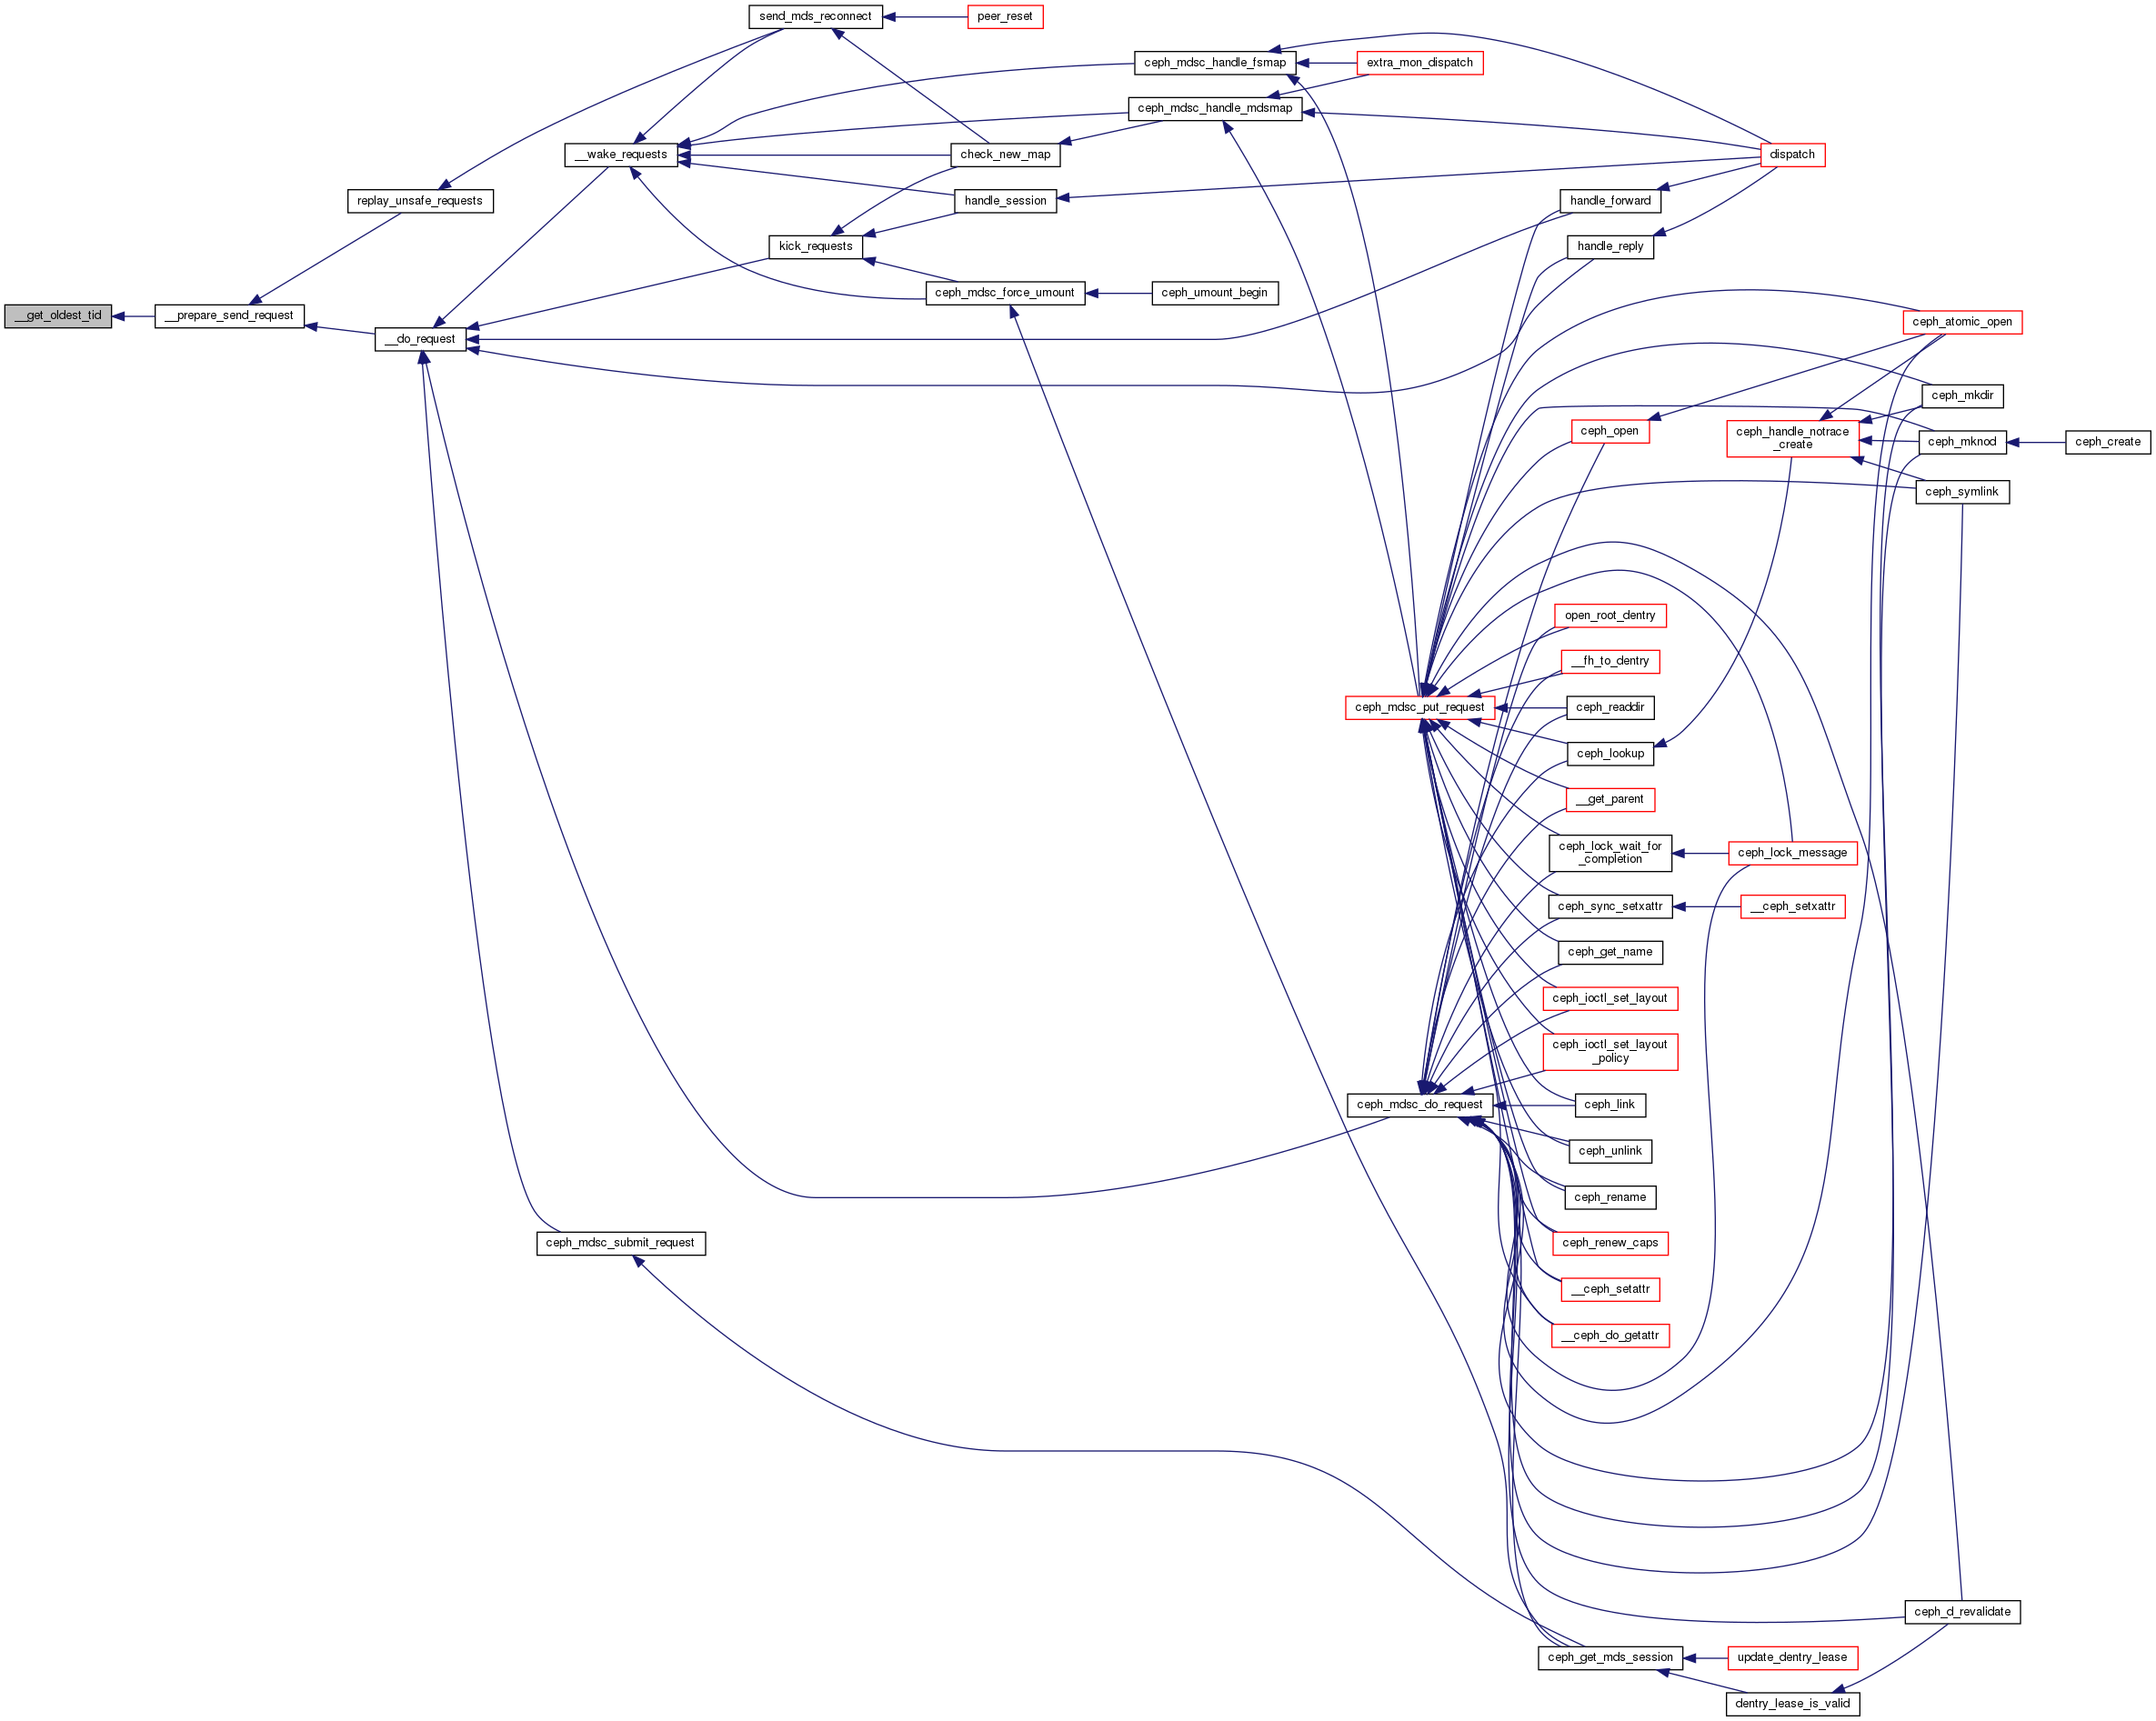 send_mds_reconnect
peer_reset
ceph_mdsc_handle_fsmap
extra_mon_dispatch
ceph_mdsc_handle_mdsmap
__wake_requests
check_new_map
dispatch
replay_unsafe_requests
handle_session
handle_forward
kick_requests
handle_reply
ceph_mdsc_force_umount
ceph_umount_begin
__get_oldest_tid
__prepare_send_request
ceph_atomic_open
__do_request
ceph_mkdir
ceph_open
ceph_handle_notrace
_create
ceph_mknod
ceph_create
ceph_symlink
open_root_dentry
__fh_to_dentry
ceph_mdsc_put_request
ceph_readdir
ceph_lookup
__get_parent
ceph_lock_wait_for
_completion
ceph_lock_message
ceph_sync_setxattr
__ceph_setxattr
ceph_get_name
ceph_ioctl_set_layout
ceph_ioctl_set_layout
_policy
ceph_mdsc_do_request
ceph_link
ceph_unlink
ceph_rename
ceph_mdsc_submit_request
ceph_renew_caps
__ceph_setattr
__ceph_do_getattr
ceph_d_revalidate
ceph_get_mds_session
update_dentry_lease
dentry_lease_is_valid